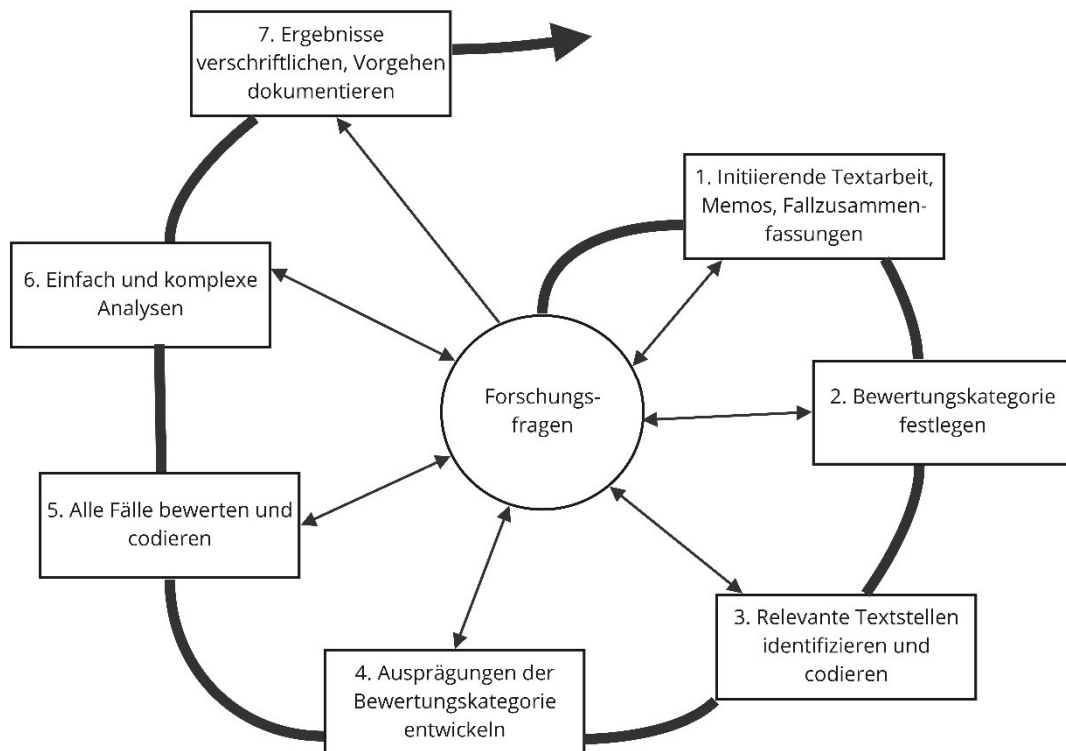 7. Ergebnisse
verschriftlichen, Vorgehen
dokumentieren
1. Initiierende Textarbeit,
Memos, Fallzusammen-
fassungen
6. Einfach und komplexe
Analysen
Forschungs-
fragen
2. Bewertungskategorie
festlegen
5. Alle Fälle bewerten und
codieren
3. Relevante Textstellen
identifizieren und
codieren
4. Ausprägungen der
Bewertungskategorie
entwickeln